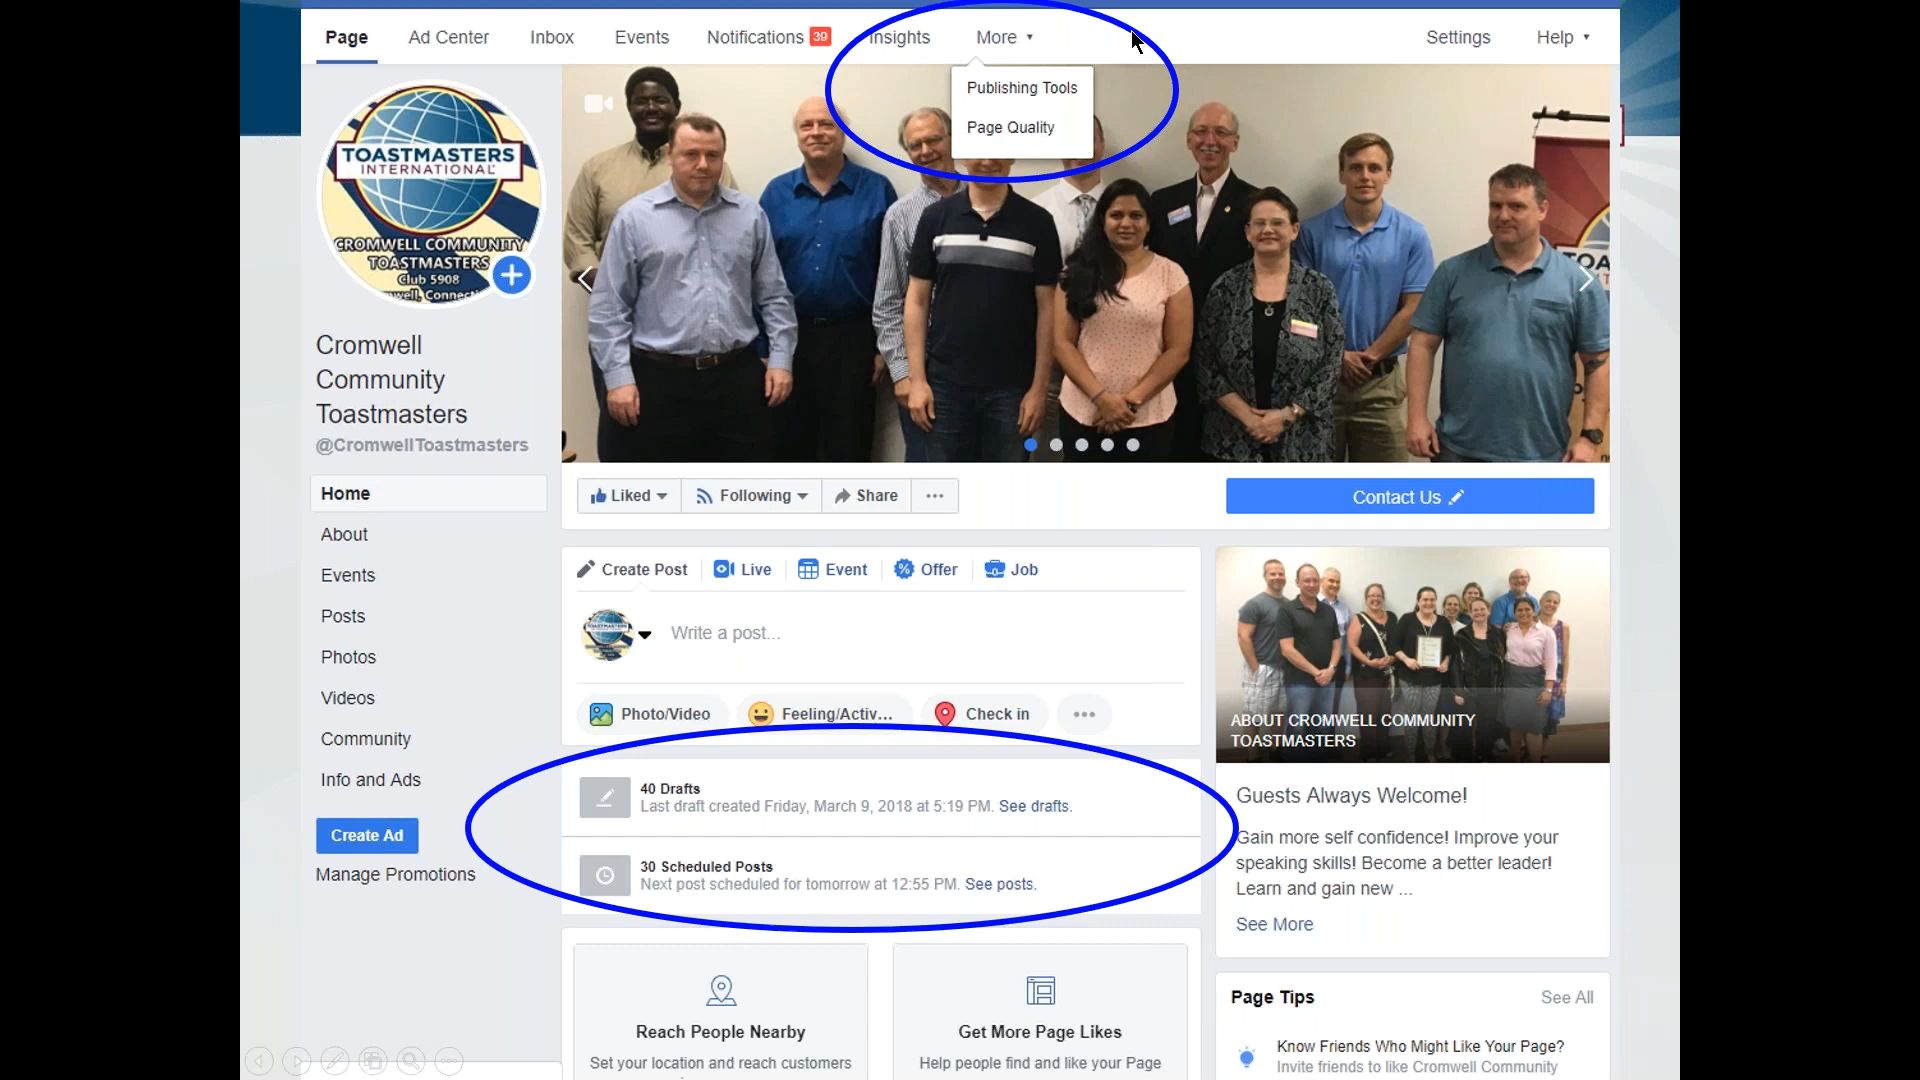 Page
Ad Center
Inbox
Events
Notifications 39
Insights
More
Settings
Help
Publishing Tools
Page Quality
TOASTMASTERS
INTERNATIONAL
CROMWELL COMMUNITY
TOASTMASTERS
Club 5908
Cromwell
Community
Toastmasters
@CromwellToastmasters
Home
About
Events
Posts
Photos
Videos
Community
Info and Ads
Create Ad
Manage Promotions
Liked
Following
Share
Contact Us
Create Post
Live
Event
Offer
Job
Write a post...
Photo/Video
Feeling/Activ...
Check in
40 Drafts
Last draft created Friday, March 9, 2018 at 5:19 PM. See drafts.
30 Scheduled Posts
Next post scheduled for tomorrow at 12:55 PM. See posts.
Reach People Nearby
Set your location and reach customers
Get More Page Likes
Help people find and like your Page
ABOUT CROMWELL COMMUNITY
TOASTMASTERS
Guests Always Welcome!
Gain more self confidence! Improve your
speaking skills! Become a better leader!
Learn and gain new ...
See More
Page Tips
See All
Know Friends Who Might Like Your Page?
Invite friends to like Cromwell Community